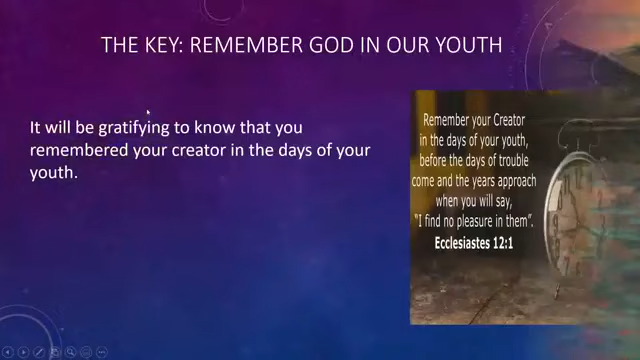 THE KEY: REMEMBER GOD IN OUR YOUTH
It will be gratifying to know that you
remembered your creator in the days of your
youth.
Remember your Creator
in the days of your youth,
before the days of trouble
come and the years approach
when you will say,
"I find no pleasure in them".
Ecclesiastes 12:1